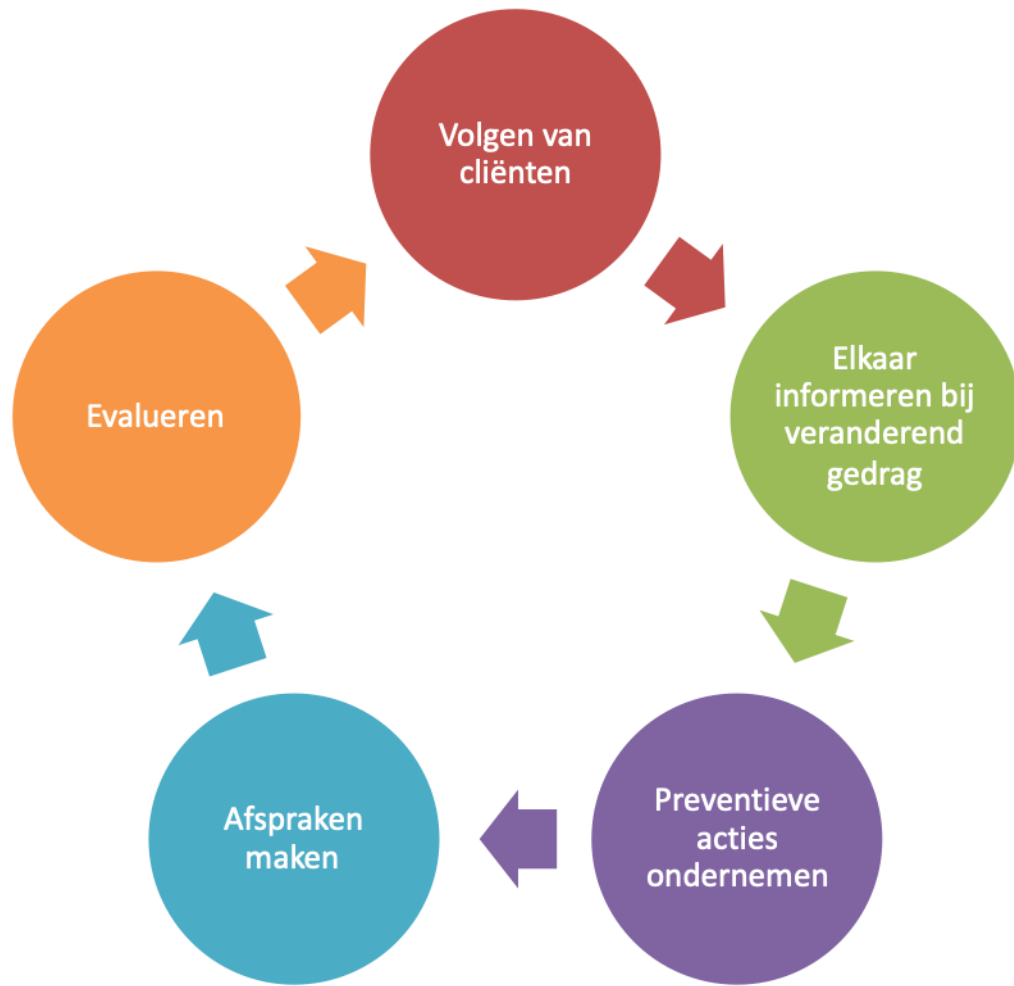 Volgen van
cliënten
Elkaar
informeren bij
veranderend
gedrag
Preventieve
acties
ondernemen
Afspraken
maken
Evalueren